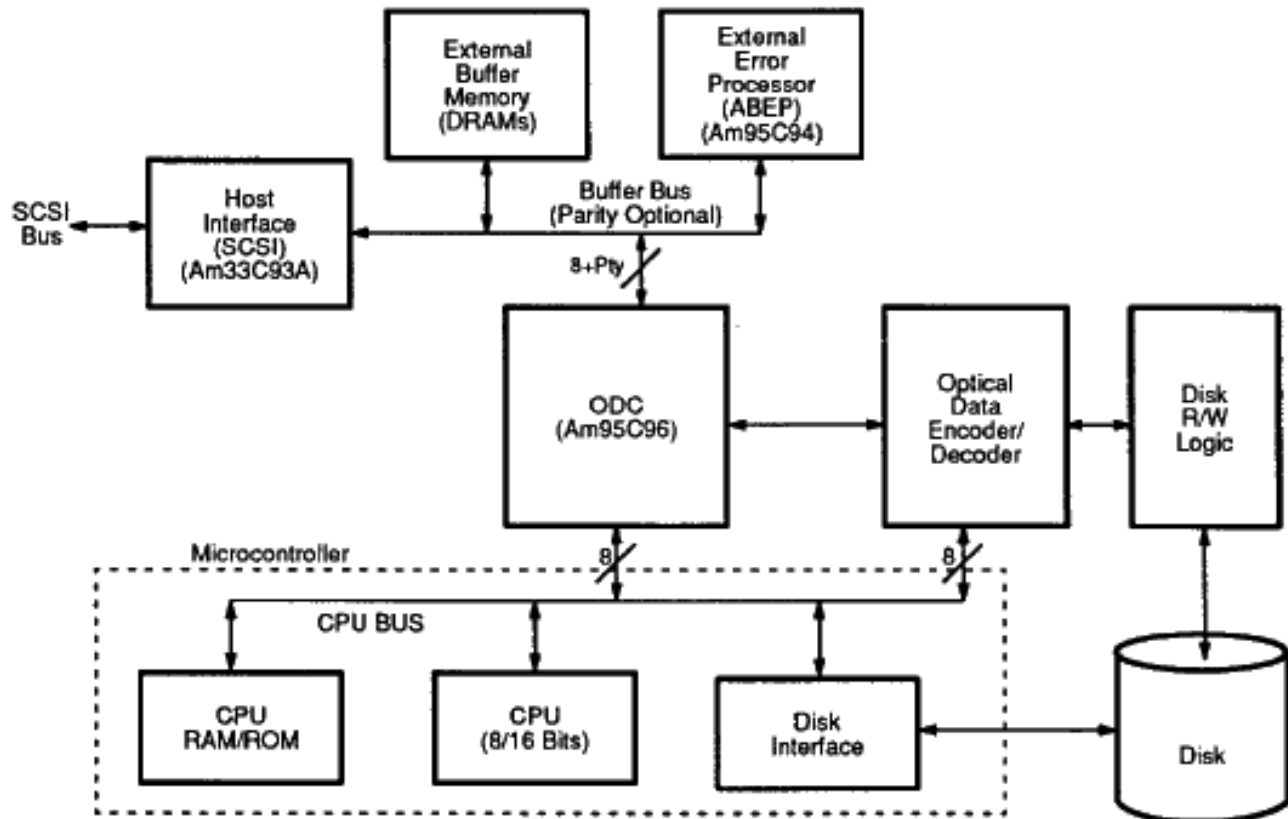 External
Buffer
Memory
(DRAMs)
External
Error
Processor
(ABEP)
(Am95C94)
SCSI
Bus
Host
Interface
(SCSI)
(Am33C93A)
Buffer Bus
(Parity Optional)
8+Pty
ODC
(Am95C96)
Optical
Data
Encoder/
Decoder
Disk
R/W
Logic
Microcontroller
8
8
CPU BUS
CPU
RAM/ROM
CPU
(8/16 Bits)
Disk
Interface
Disk